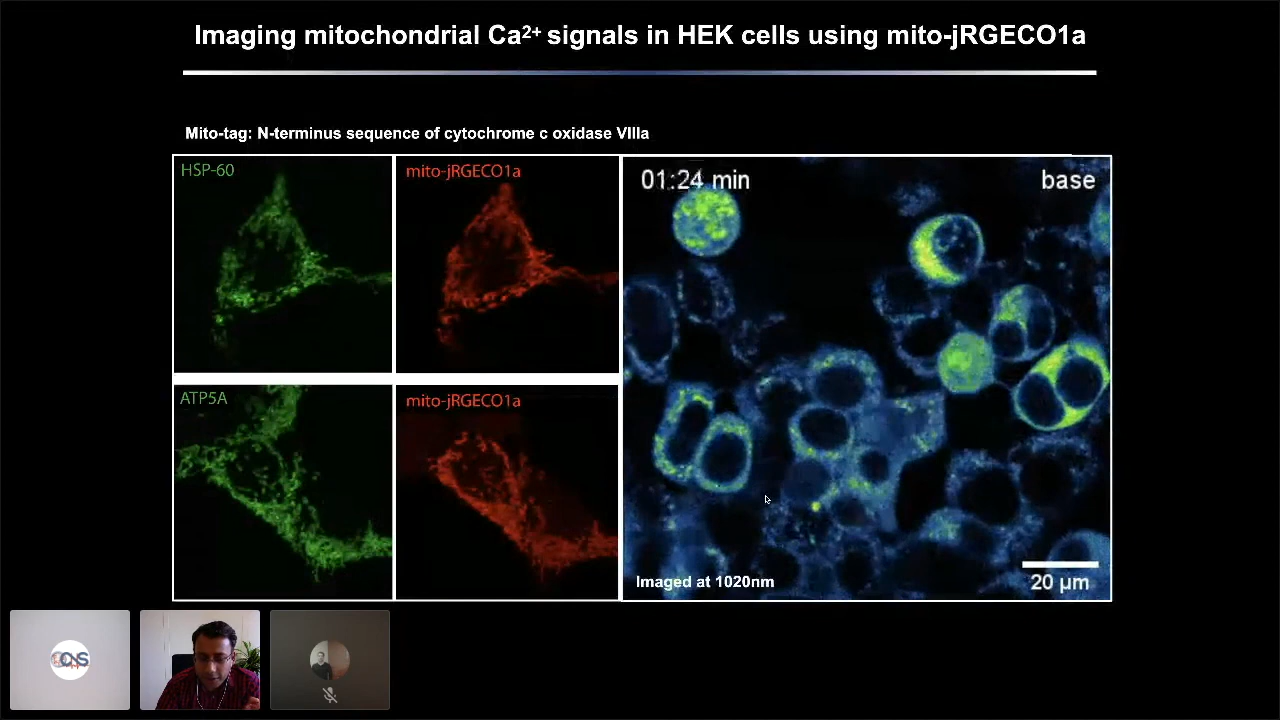 Imaging mitochondrial Ca2+ signals in HEK cells using mito-jRGECO1a
Mito-tag: N-terminus sequence of cytochrome c oxidase VIIIa
HSP-60
mito-jRGECO1a
01:24 min
base
ATP5A
mito-jRGECO1a
Imaged at 1020nm
20 μm